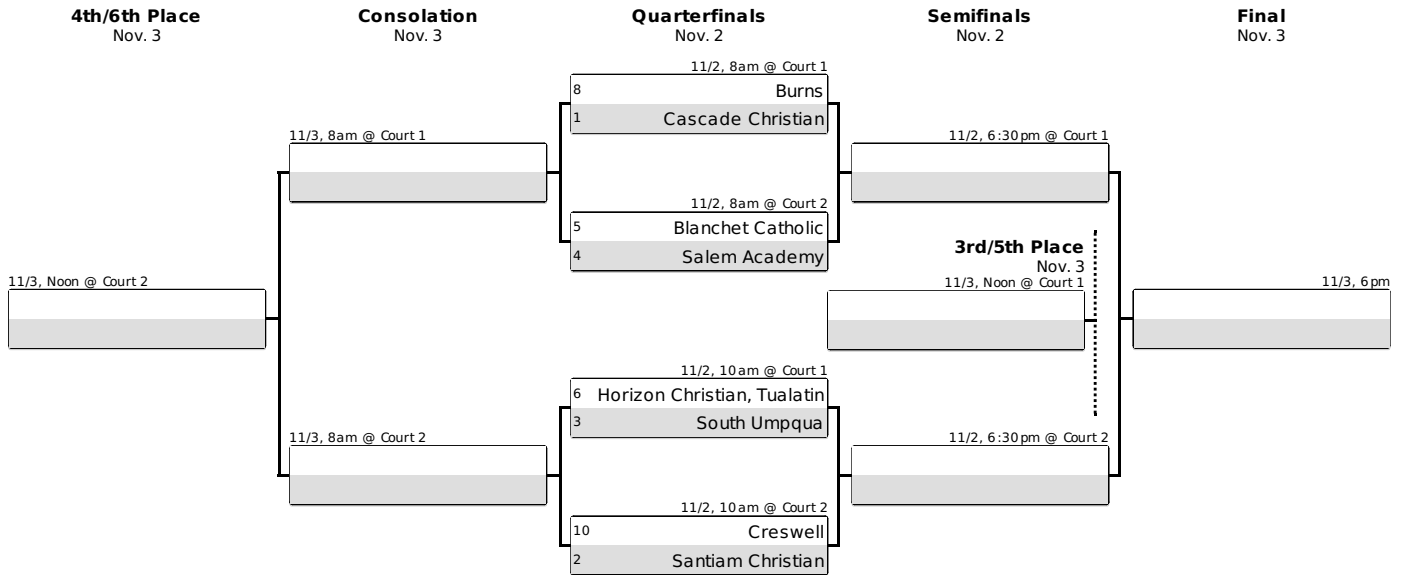 4th/6th Place
Nov. 3
Consolation
Nov. 3
Quarterfinals
Nov. 2
Semifinals
Nov. 2
Final
Nov. 3
11/2, 8am @ Court 1
8 Burns
1 Cascade Christian
11/3, 8am @ Court 1
11/2, 6:30pm @ Court 1
11/2, 8am @ Court 2
5 Blanchet Catholic
4 Salem Academy
3rd/5th Place
Nov. 3
11/3, Noon @ Court 2
11/3, Noon @ Court 1
11/3, 6pm
11/2, 10am @ Court 1
6 Horizon Christian, Tualatin
3 South Umpqua
11/3, 8am @ Court 2
11/2, 6:30pm @ Court 2
11/2, 10am @ Court 2
10 Creswell
2 Santiam Christian